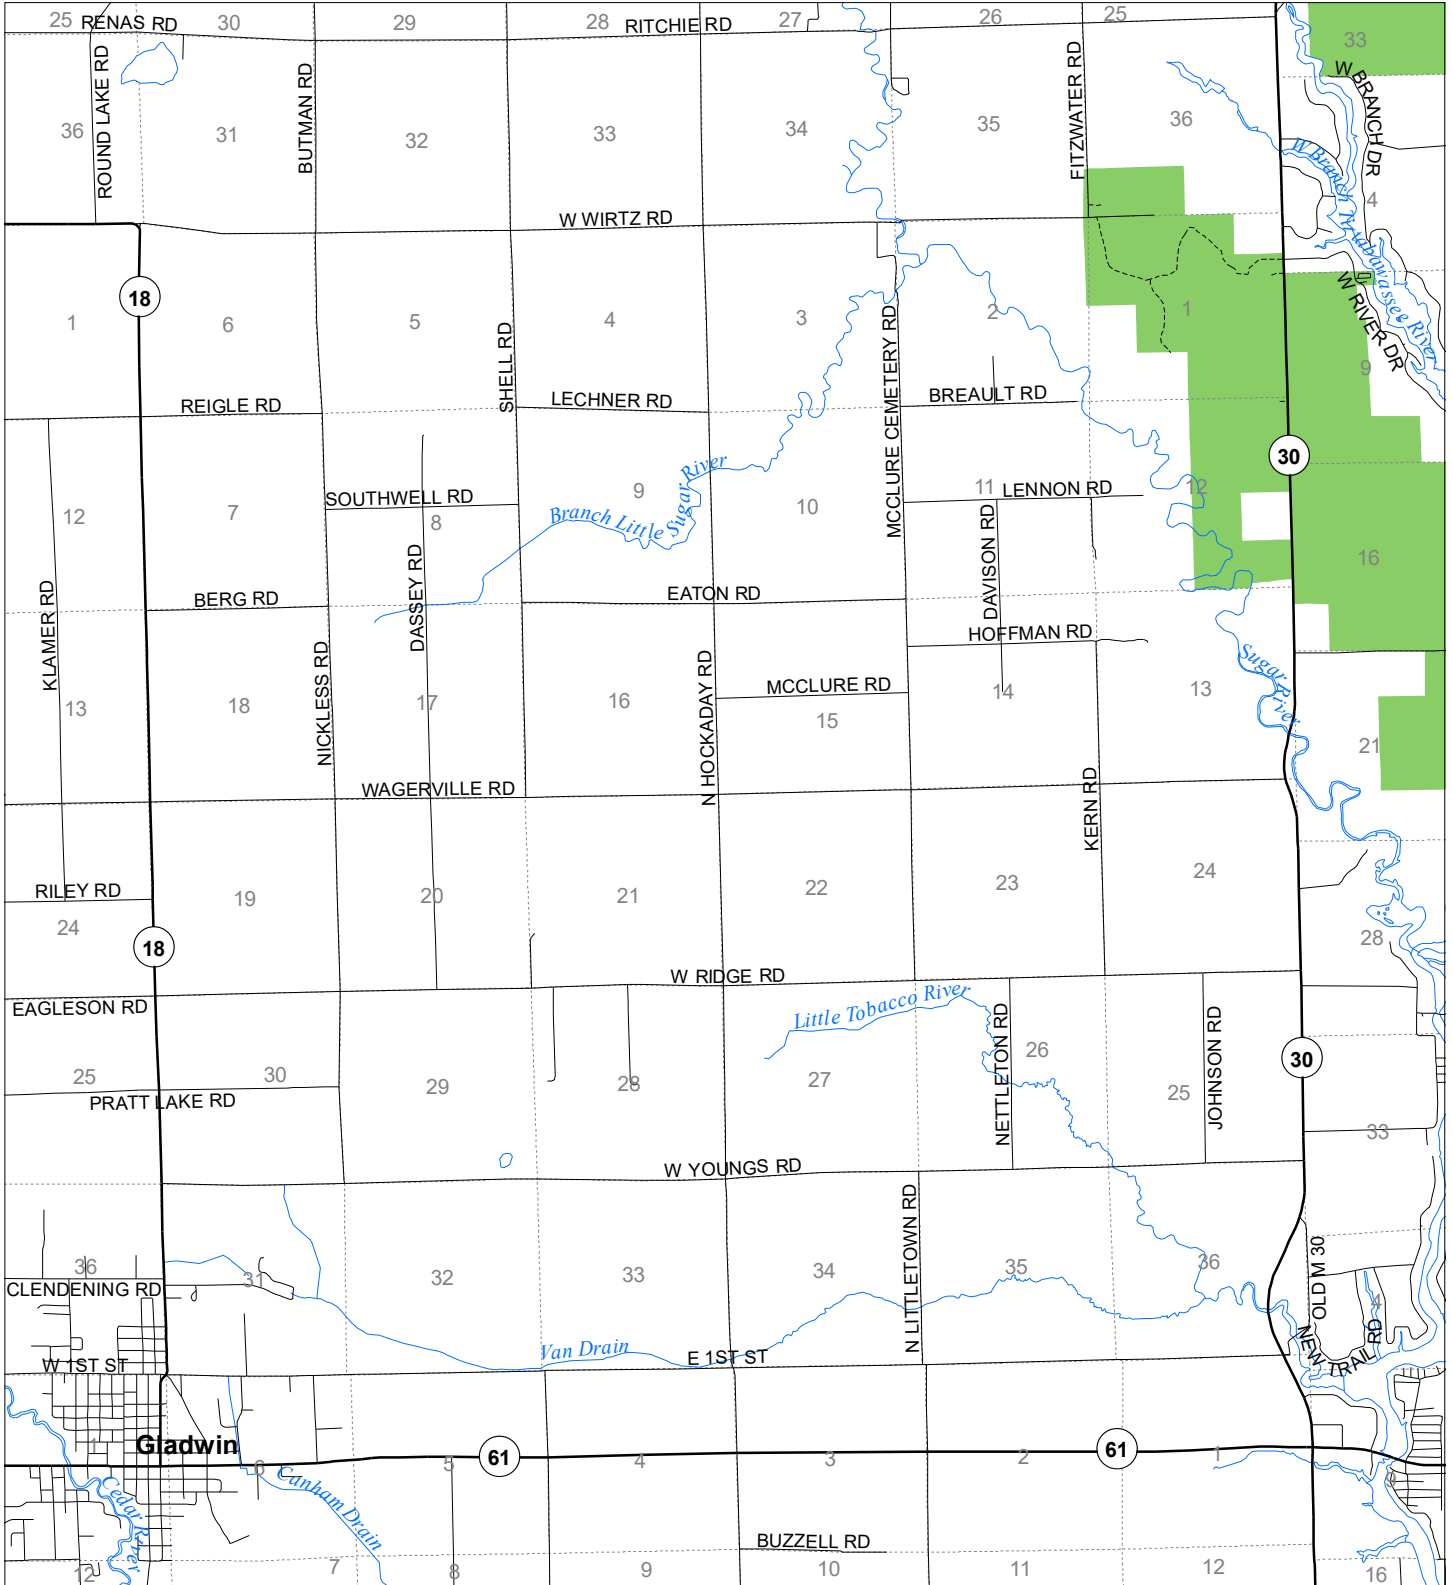 25
RENAS RD
30
29
28
RITCHIE RD
27
26
25
33
ROUND LAKE RD
BUTMAN RD
FITZWATER RD
W BRANCH DR
36
31
32
33
34
35
36
W Branch Tittabawassee River
4
W WIRTZ RD
18
1
6
5
SHELL RD
4
3
MCCLURE CEMETERY RD
2
1
W RIVER DR
9
REIGLE RD
LECHNER RD
BREAULT RD
30
12
7
SOUTHWELL RD
8
9
Branch Little Sugar River
10
11
LENNON RD
12
16
KLAMER RD
BERG RD
DASSEY RD
EATON RD
DAVISON RD
HOFFMAN RD
Sugar River
13
18
NICKLESS RD
17
16
N HOCKADAY RD
MCCLURE RD
15
14
13
21
WAGERVILLE RD
KERN RD
RILEY RD
24
19
20
21
22
23
24
18
28
EAGLESON RD
W RIDGE RD
Little Tobacco River
NETTLETON RD
26
JOHNSON RD
30
25
30
PRATT LAKE RD
29
28
27
25
33
W YOUNGS RD
36
CLENDENING RD
31
32
33
34
N LITTLETOWN RD
35
36
OLD M 30
4
NEW TRAIL RD
W 1ST ST
Van Drain
E 1ST ST
1
Gladwin
6
5
61
4
3
2
61
1
9
Cedar River
Canham Drain
BUZZELL RD
12
7
8
9
10
11
12
16